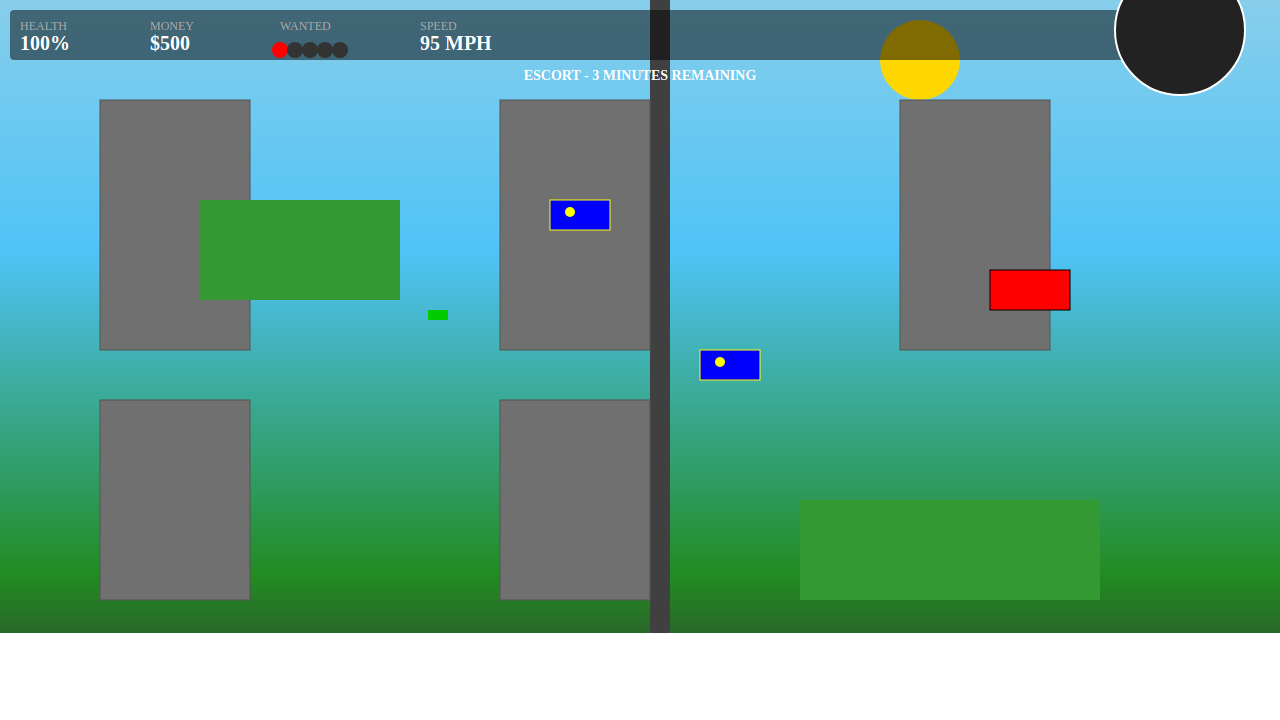 HEALTH MONEY WANTED SPEED
100% $500 95 MPH
ESCORT - 3 MINUTES REMAINING